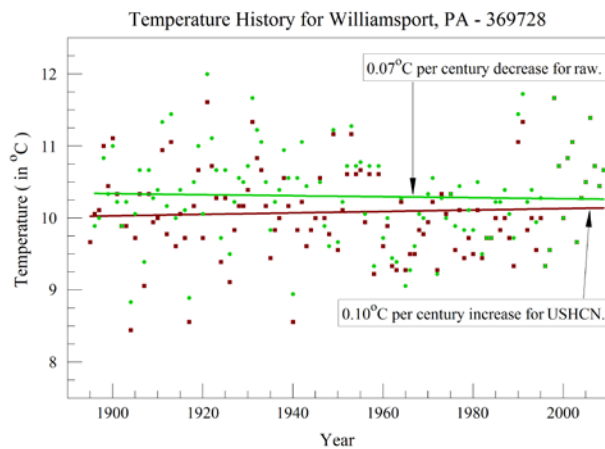 Temperature History for Williamsport, PA - 369728
0.07°C per century decrease for raw.
12
11
10
9
8
Temperature ( in °C )
0.10°C per century increase for USHCN.
1900 1920 1940 1960 1980 2000
Year